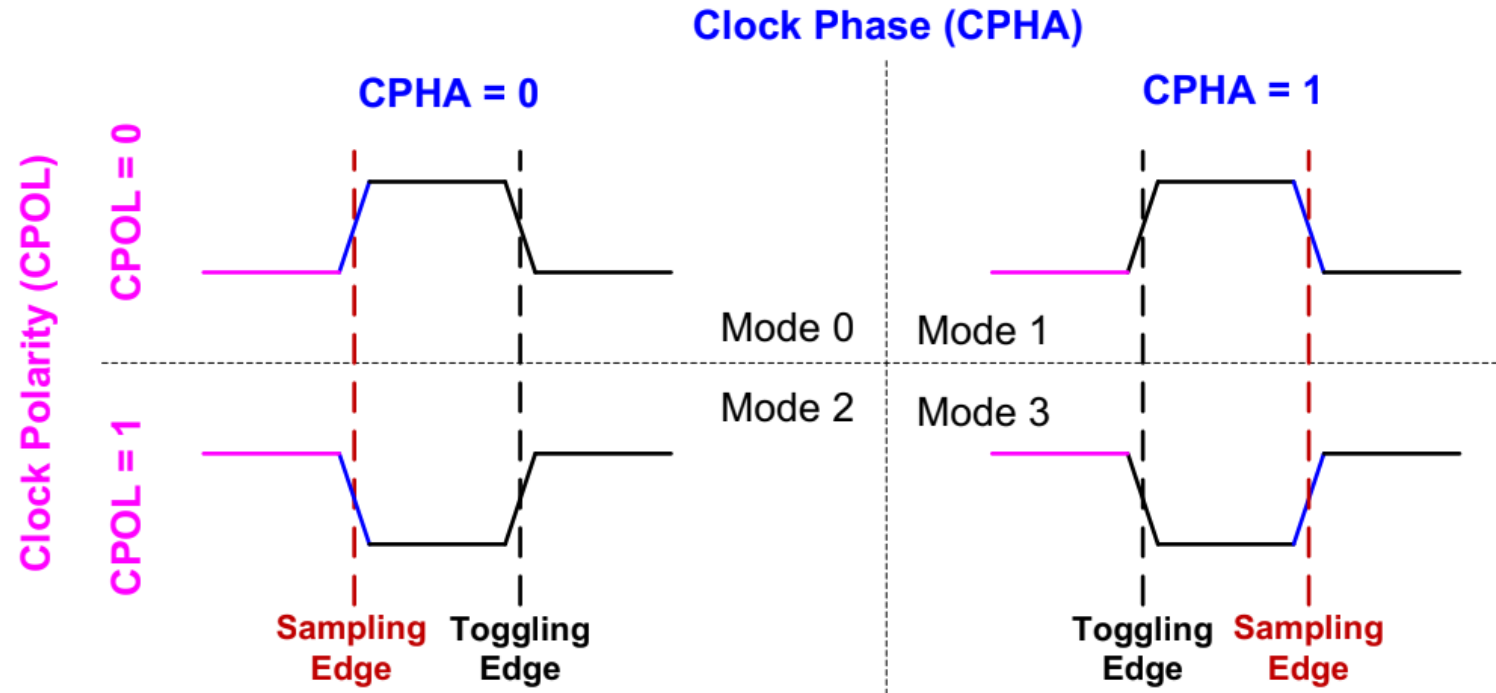 Clock Phase (CPHA)
CPHA = 0
CPHA = 1
Clock Polarity (CPOL)
CPOL = 0
Mode 0
Mode 1
CPOL = 1
Mode 2
Mode 3
Sampling
Edge
Toggling
Edge
Toggling
Edge
Sampling
Edge